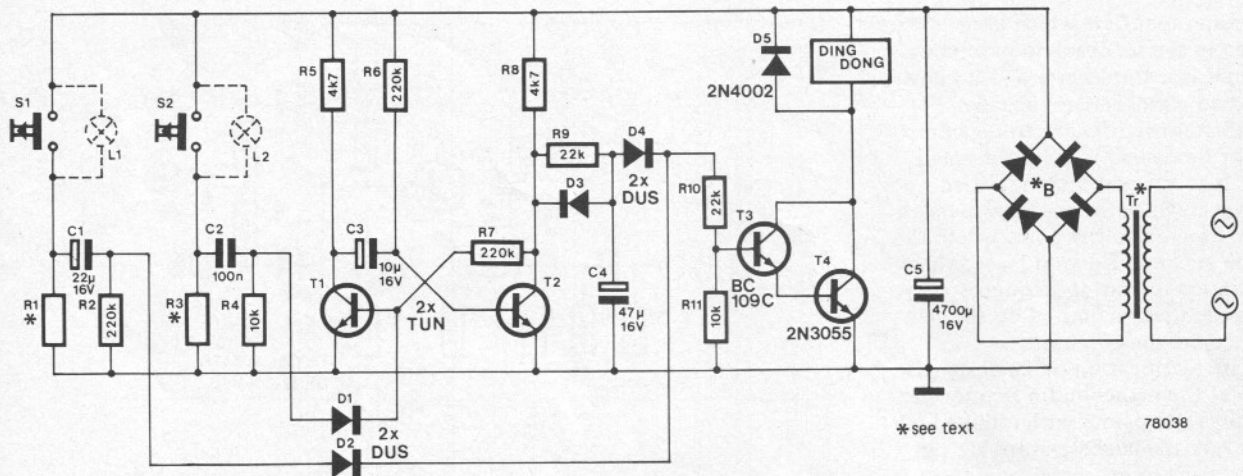 S1
L1
S2
L2
R5
4k7
R6
220k
R8
4k7
D5
2N4002
DING
DONG
R9
22k
D4
2x
DUS
D3
R10
22k
C1
22µ
16V
R1
*
R2
220k
C2
100n
R3
*
R4
10k
C3
10µ
16V
T1
2x
TUN
R7
220k
T2
C4
47µ
16V
T3
BC
109C
R11
10k
T4
2N3055
C5
4700µ
16V
*B
Tr
*
D1
2x
DUS
D2
*see text
78038